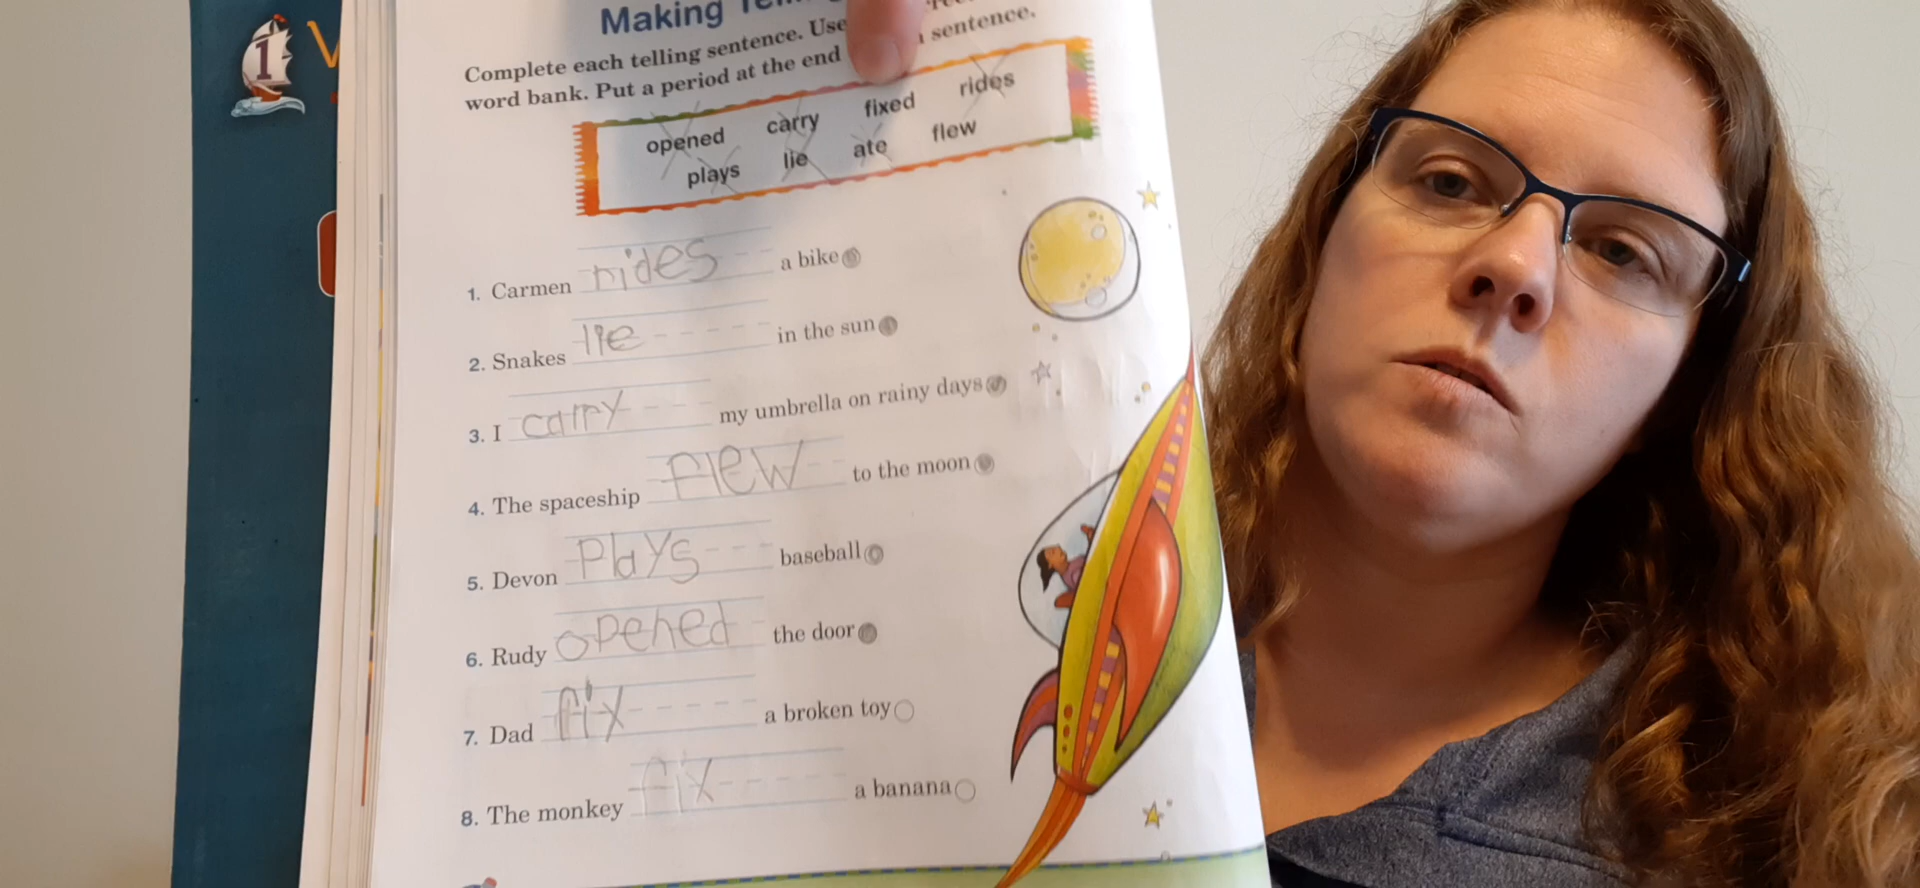 1
Making
Complete each telling sentence. Use
word bank. Put a period at the end sentence.
opened carry fixed rides
plays lie ate flew
1. Carmen rides a bike
2. Snakes lie in the sun
3. I carry my umbrella on rainy days
4. The spaceship flew to the moon
5. Devon plays baseball
6. Rudy opened the door
7. Dad fix a broken toy
8. The monkey fix a banana